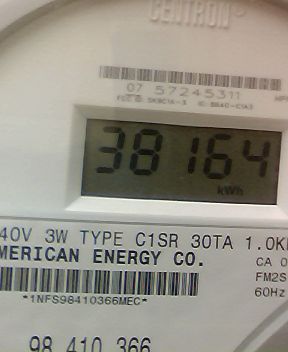 CENTRON®
07 57245311
38164
kWh
40V 3W TYPE C1SR 30TA 1.0K
MERICAN ENERGY CO.
CA 0
FM2S
60Hz
*1NFS98410366MEC*
98 410 366